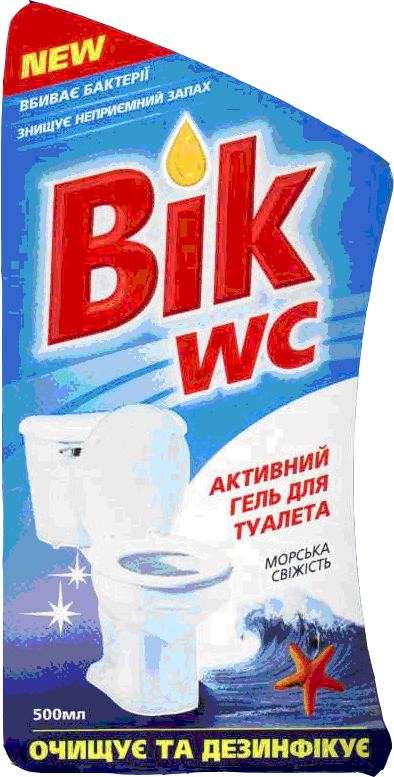 NEW
ВБИВАЄ БАКТЕРІЇ
ЗНИЩУЄ НЕПРИЄМНИЙ ЗАПАХ
Bik
WC
АКТИВНИЙ
ГЕЛЬ ДЛЯ
ТУАЛЕТА
МОРСЬКА
СВІЖІСТЬ
500мл
ОЧИЩУЄ ТА ДЕЗИНФІКУЄ